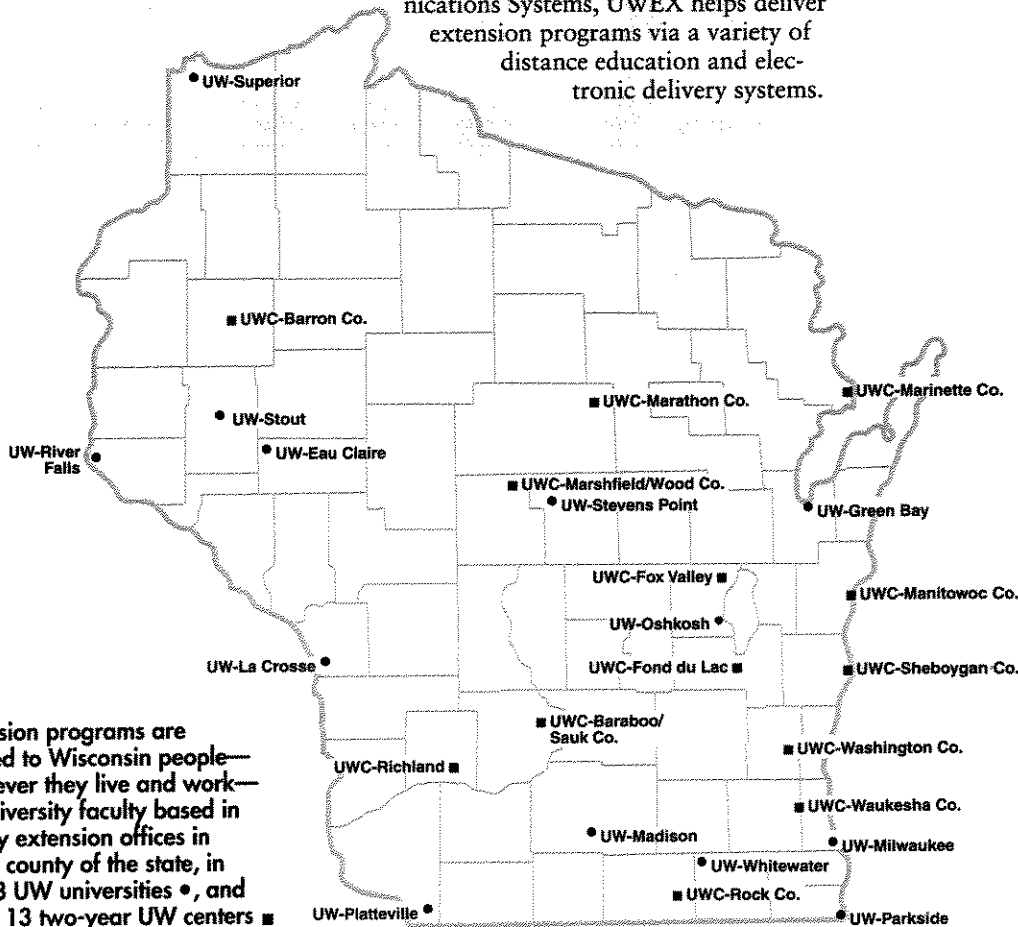 nications Systems, UWEX helps deliver
extension programs via a variety of
distance education and elec-
tronic delivery systems.
UW-Superior
UWC-Barron Co.
UWC-Marinette Co.
UWC-Marathon Co.
UW-Stout
UW-River
Falls
UW-Eau Claire
UWC-Marshfield/Wood Co.
UW-Stevens Point
UW-Green Bay
UWC-Fox Valley
UWC-Manitowoc Co.
UW-Oshkosh
UW-La Crosse
UWC-Fond du Lac
UWC-Sheboygan Co.
UWC-Baraboo/
Sauk Co.
UWC-Washington Co.
UWC-Richland
UWC-Waukesha Co.
UW-Madison
UW-Milwaukee
UW-Whitewater
UWC-Rock Co.
UW-Platteville
UW-Parkside
sion programs are
ed to Wisconsin people—
ever they live and work—
iversity faculty based in
y extension offices in
county of the state, in
3 UW universities ●, and
13 two-year UW centers ■